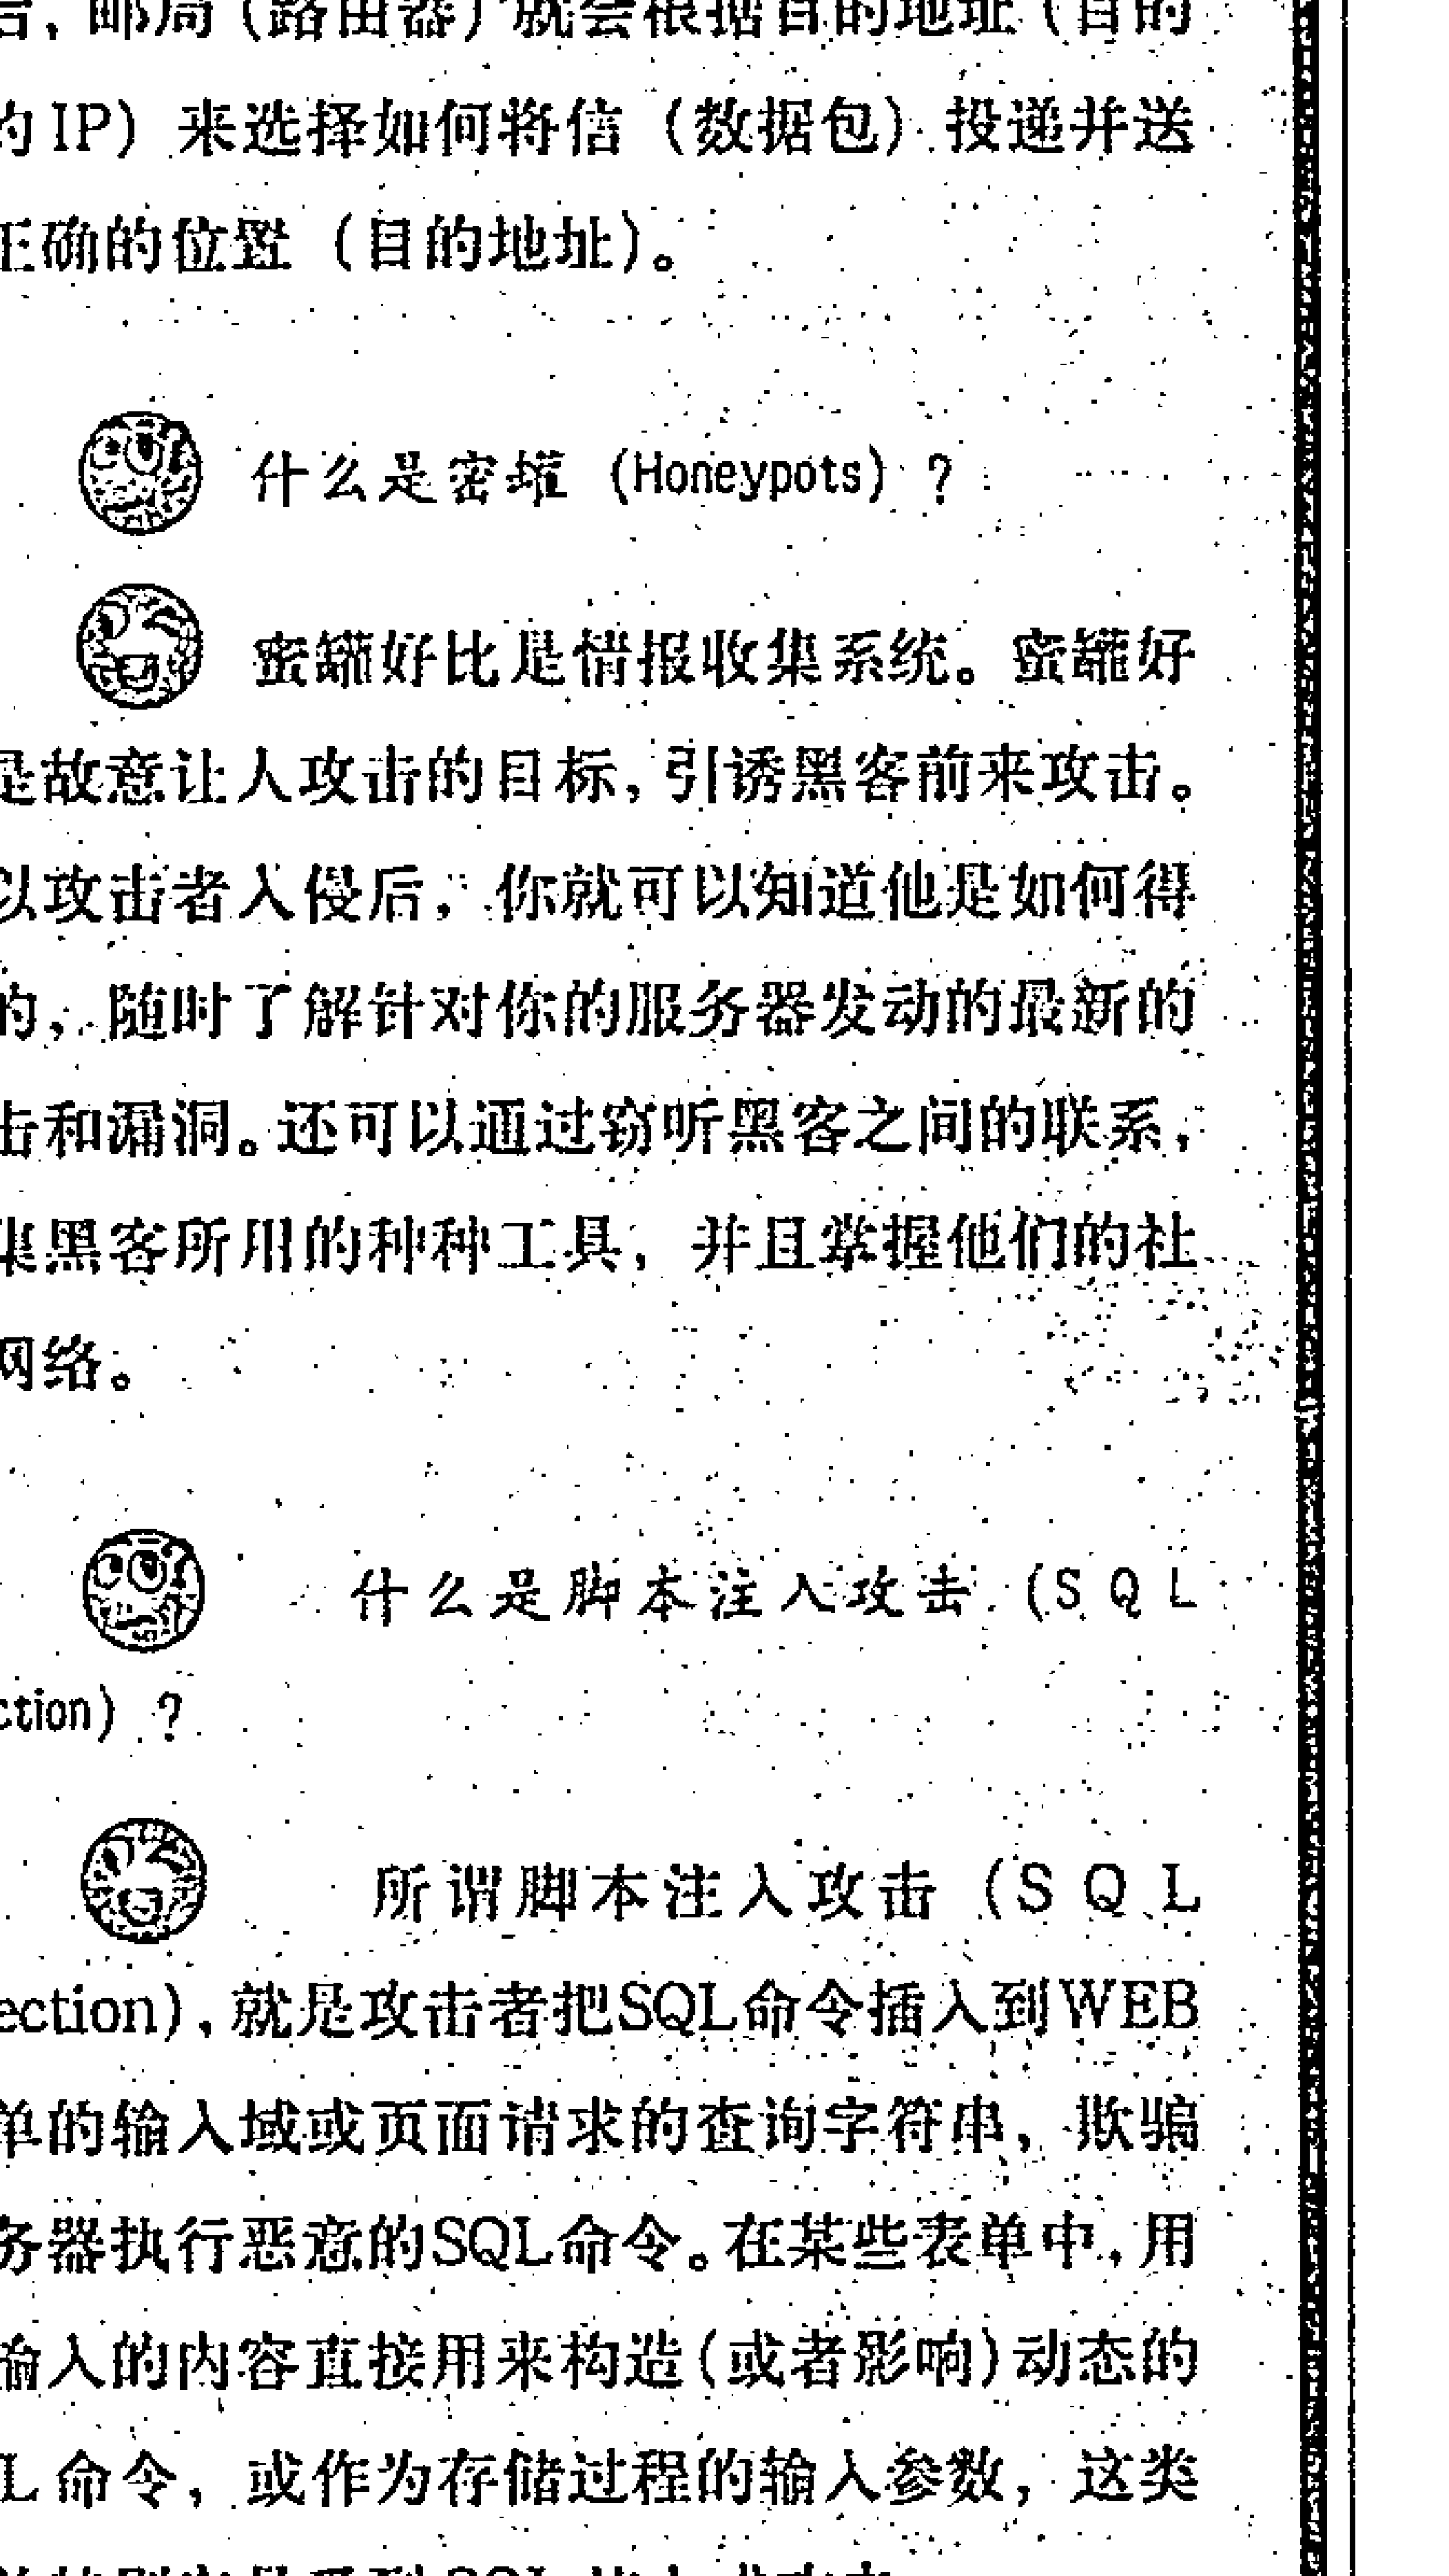 后，邮局（路由器）就会根据目的地址（目的
的IP）来选择如何将信（数据包）投递并送
正确的位置（目的地址）。
什么是密罐（Honeypots）？
蜜罐好比是情报收集系统。蜜罐好
是故意让人攻击的目标，引诱黑客前来攻击。
以攻击者入侵后，你就可以知道他是如何得
的，随时了解针对你的服务器发动的最新的
击和漏洞。还可以通过窃听黑客之间的联系，
集黑客所用的种种工具，并且掌握他们的社
网络。
什么是脚本注入攻击（SQL
ction）？
所谓脚本注入攻击（SQL
ection），就是攻击者把SQL命令插入到WEB
单的输入域或页面请求的查询字符串，欺骗
务器执行恶意的SQL命令。在某些表单中，用
输入的内容直接用来构造（或者影响）动态的
L命令，或作为存储过程的输入参数，这类